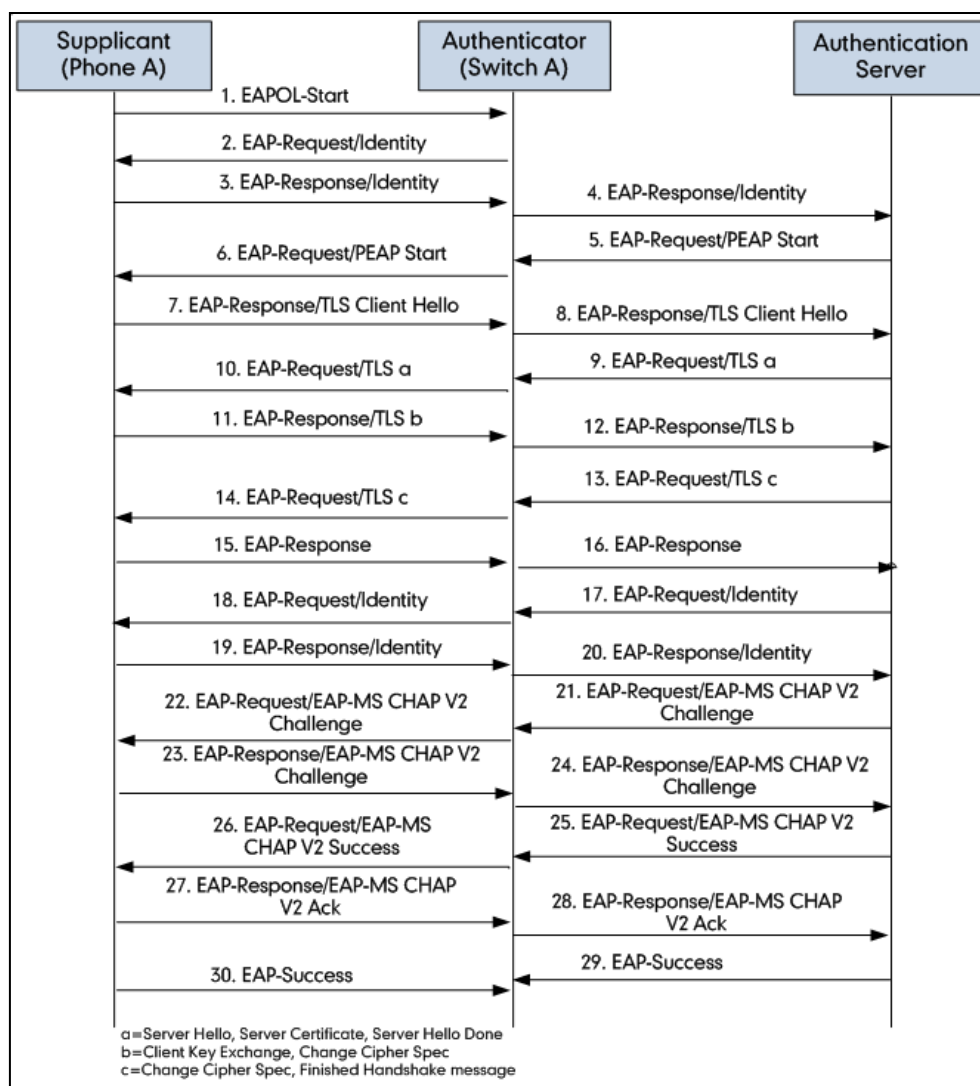 Supplicant
(Phone A)
Authenticator
(Switch A)
Authentication
Server
1. EAPOL-Start
2. EAP-Request/Identity
3. EAP-Response/Identity
4. EAP-Response/Identity
5. EAP-Request/PEAP Start
6. EAP-Request/PEAP Start
7. EAP-Response/TLS Client Hello
8. EAP-Response/TLS Client Hello
9. EAP-Request/TLS a
10. EAP-Request/TLS a
11. EAP-Response/TLS b
12. EAP-Response/TLS b
13. EAP-Request/TLS c
14. EAP-Request/TLS c
15. EAP-Response
16. EAP-Response
17. EAP-Request/Identity
18. EAP-Request/Identity
19. EAP-Response/Identity
20. EAP-Response/Identity
21. EAP-Request/EAP-MS CHAP V2
Challenge
22. EAP-Request/EAP-MS CHAP V2
Challenge
23. EAP-Response/EAP-MS CHAP V2
Challenge
24. EAP-Response/EAP-MS CHAP V2
Challenge
25. EAP-Request/EAP-MS CHAP V2
Success
26. EAP-Request/EAP-MS
CHAP V2 Success
27. EAP-Response/EAP-MS CHAP
V2 Ack
28. EAP-Response/EAP-MS CHAP
V2 Ack
29. EAP-Success
30. EAP-Success
a=Server Hello, Server Certificate, Server Hello Done
b=Client Key Exchange, Change Cipher Spec
c=Change Cipher Spec, Finished Handshake message